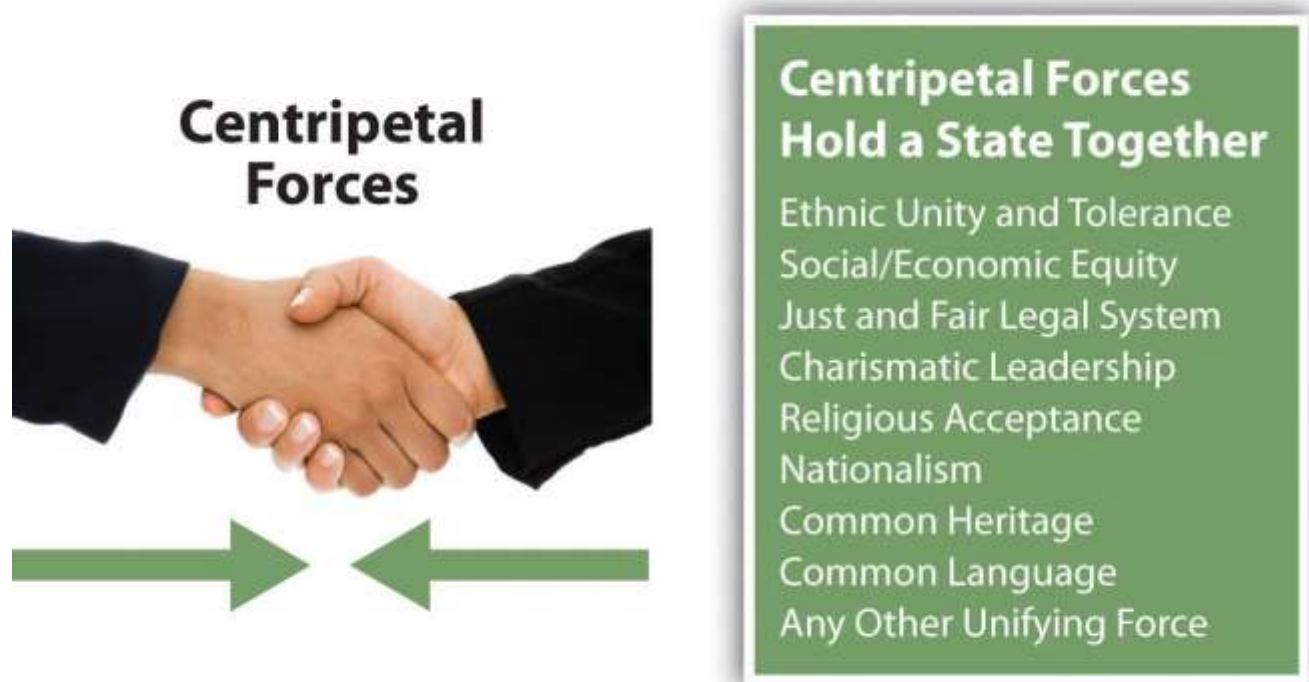 Centripetal
Forces
Centripetal Forces
Hold a State Together
Ethnic Unity and Tolerance
Social/Economic Equity
Just and Fair Legal System
Charismatic Leadership
Religious Acceptance
Nationalism
Common Heritage
Common Language
Any Other Unifying Force